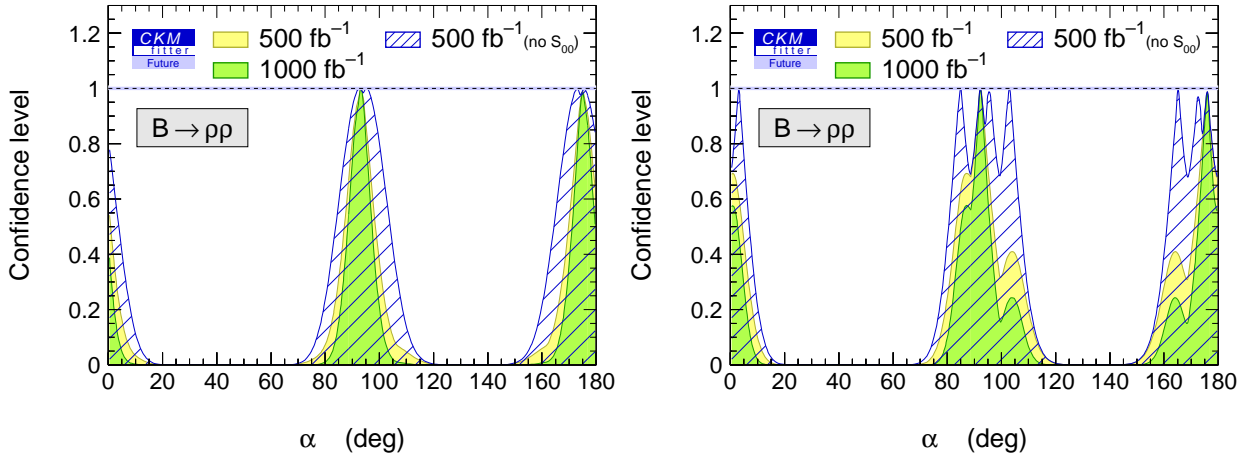 CKM
fitter
Future
500 fb⁻¹
500 fb⁻¹ (no S₀₀)
1000 fb⁻¹
B → ρρ
Confidence level
0
0.2
0.4
0.6
0.8
1
1.2
0 20 40 60 80 100 120 140 160 180
α (deg)
CKM
fitter
Future
500 fb⁻¹
500 fb⁻¹ (no S₀₀)
1000 fb⁻¹
B → ρρ
Confidence level
0
0.2
0.4
0.6
0.8
1
1.2
0 20 40 60 80 100 120 140 160 180
α (deg)